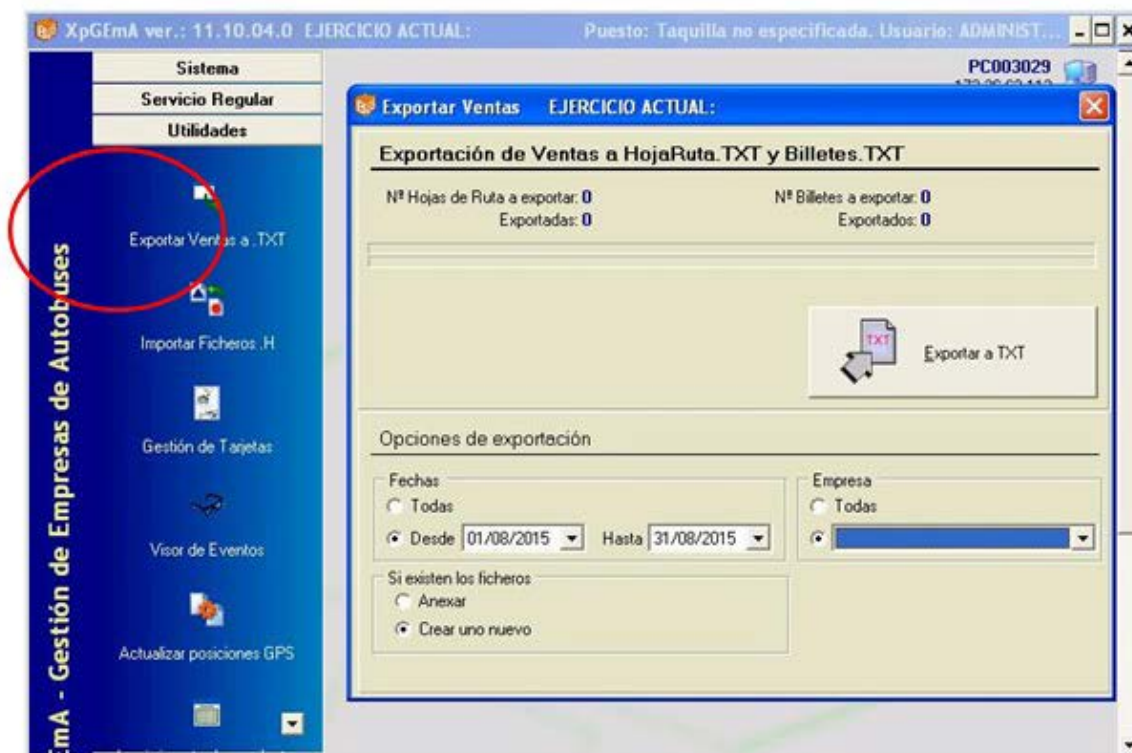 XpGEmA ver.: 11.10.04.0 EJERCICIO ACTUAL: Puesto: Taquilla no especificada. Usuario: ADMINIST...
Sistema
Servicio Regular
Utilidades
Exportar Ventas a .TXT
Importar Ficheros .H
Gestión de Tarjetas
Visor de Eventos
Actualizar posiciones GPS
EmA - Gestión de Empresas de Autobuses
PC003029
Exportar Ventas EJERCICIO ACTUAL:
Exportación de Ventas a HojaRuta.TXT y Billetes.TXT
Nº Hojas de Ruta a exportar: 0 Nº Billetes a exportar: 0
Exportadas: 0 Exportados: 0
TXT
Exportar a TXT
Opciones de exportación
Fechas Empresa
Todas Todas
Desde 01/08/2015 Hasta 31/08/2015
Si existen los ficheros
Anexar
Crear uno nuevo